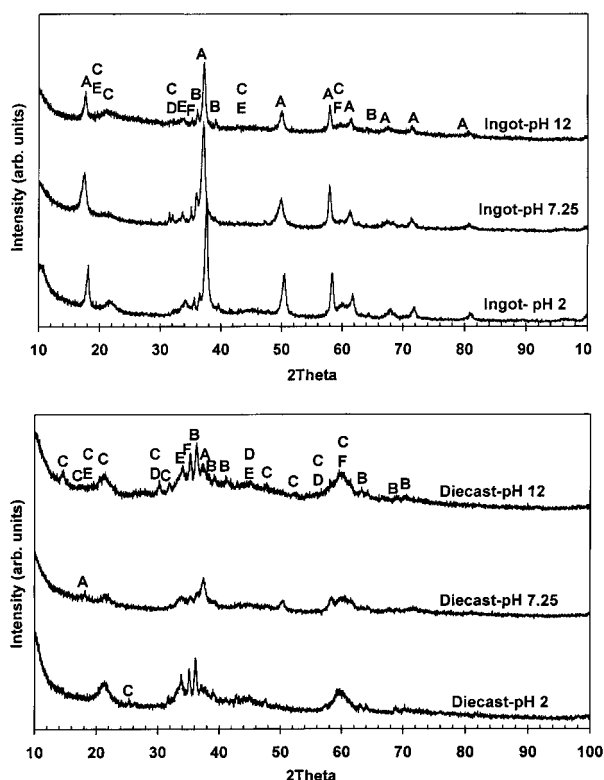 A
C
C
A E C
C
B
C
A
C
D E F B
E
A
F A B A A A
Ingot-pH 12
Ingot-pH 7.25
Ingot- pH 2
Intensity (arb. units)
10 20 30 40 50 60 70 80 90 100
2Theta
B
C C C F D C
C C E C D C E A B B E C C D F B B B
Diecast-pH 12
A
Diecast-pH 7.25
C
Diecast-pH 2
Intensity (arb. units)
10 20 30 40 50 60 70 80 90 100
2Theta